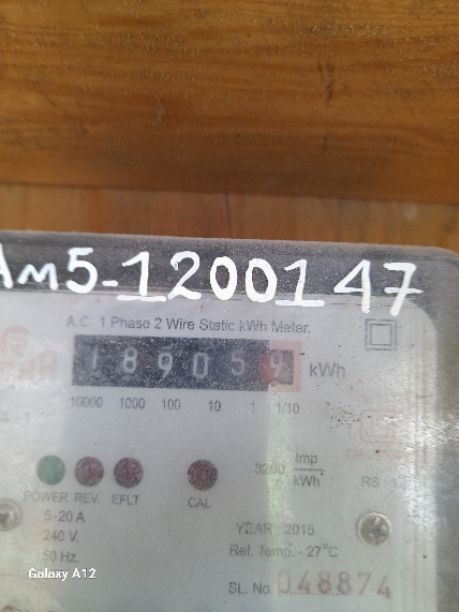 AM5-1200147
A.C. 1 Phase 2 Wire Static kWh Meter.
189059 kWh
10000 1000 100 10 1 1/10
3200 Imp/kWh
POWER REV. EFLT CAL RS
5-20 A
240 V.
50 Hz.
YEAR 2016
Ref. Temp. - 27°C
SL. No. 048874
Galaxy A12